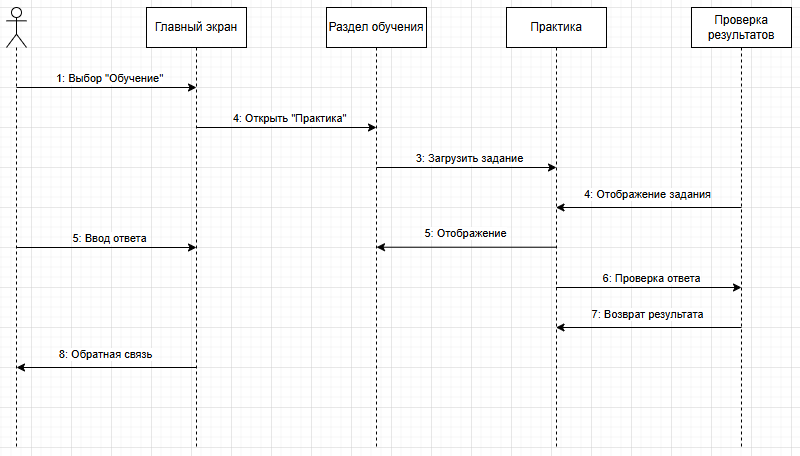 Главный экран
Раздел обучения
Практика
Проверка
результатов
1: Выбор "Обучение"
4: Открыть "Практика"
3: Загрузить задание
4: Отображение задания
5: Ввод ответа
5: Отображение
6: Проверка ответа
7: Возврат результата
8: Обратная связь